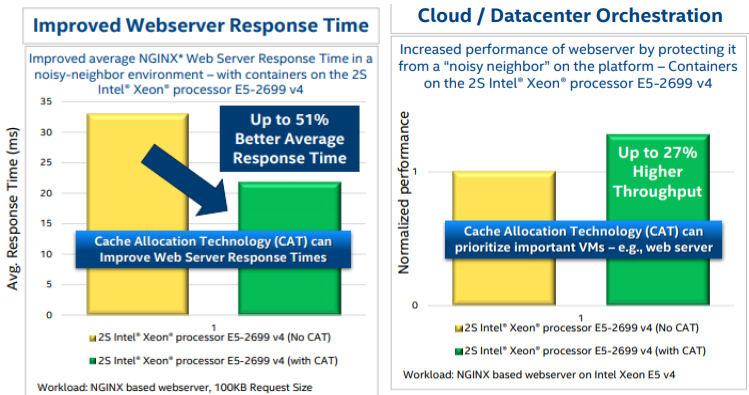 Improved Webserver Response Time
Improved average NGINX* Web Server Response Time in a
noisy-neighbor environment – with containers on the 2S
Intel® Xeon® processor E5-2699 v4
35
30
25
20
15
10
5
0
Avg. Response Time (ms)
Up to 51%
Better Average
Response Time
Cache Allocation Technology (CAT) can
Improve Web Server Response Times
1
2S Intel® Xeon® processor E5-2699 v4 (No CAT)
2S Intel® Xeon® processor E5-2699 v4 (with CAT)
Workload: NGINX based webserver, 100KB Request Size
Cloud / Datacenter Orchestration
Increased performance of webserver by protecting it
from a “noisy neighbor” on the platform – Containers
on the 2S Intel® Xeon® processor E5-2699 v4
Normalized performance
1
0
Up to 27%
Higher
Throughput
Cache Allocation Technology (CAT) can
prioritize important VMs – e.g., web server
1
2S Intel® Xeon® processor E5-2699 v4 (No CAT)
2S Intel® Xeon® processor E5-2699 v4 (with CAT)
Workload: NGINX based webserver on Intel Xeon E5 v4